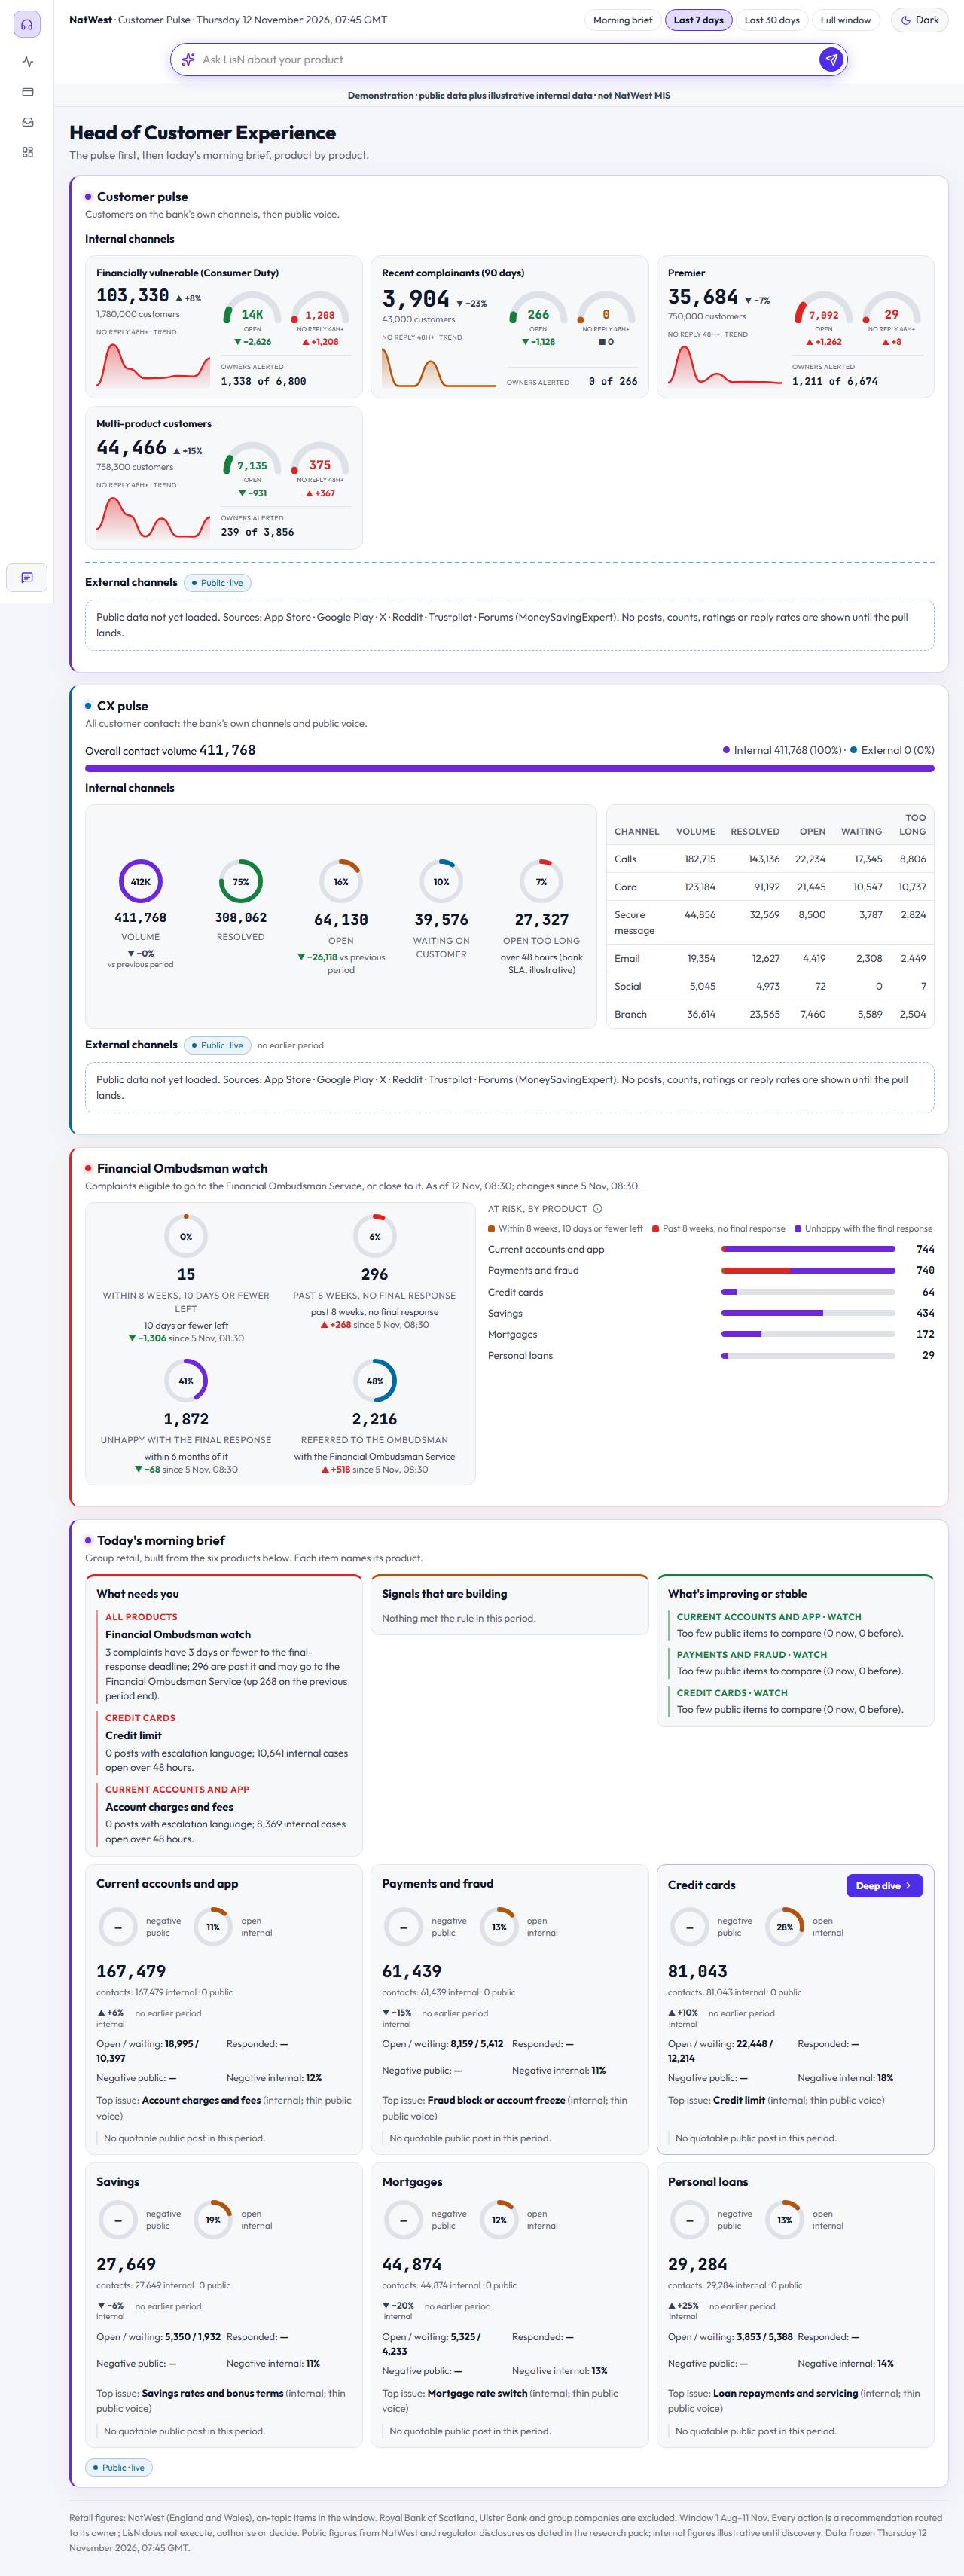 NatWest · Customer Pulse · Thursday 12 November 2026, 07:45 GMT
Morning brief
Last 7 days
Last 30 days
Full window
Dark
Ask LisN about your product
Demonstration · public data plus illustrative internal data · not NatWest MIS
Head of Customer Experience
The pulse first, then today's morning brief, product by product.
Customer pulse
Customers on the bank's own channels, then public voice.
Internal channels
Financially vulnerable (Consumer Duty)
103,330 ▲ +8%
1,780,000 customers
NO REPLY 48H+ · TREND
14K
OPEN
▼ −2,626
1,208
NO REPLY 48H+
▲ +1,208
OWNERS ALERTED
1,338 of 6,800
Recent complainants (90 days)
3,904 ▼ −23%
43,000 customers
NO REPLY 48H+ · TREND
266
OPEN
▼ −1,128
0
NO REPLY 48H+
■ 0
OWNERS ALERTED 0 of 266
Premier
35,684 ▼ −7%
750,000 customers
NO REPLY 48H+ · TREND
7,092
OPEN
▲ +1,262
29
NO REPLY 48H+
▲ +8
OWNERS ALERTED
1,211 of 6,674
Multi-product customers
44,466 ▲ +15%
758,300 customers
NO REPLY 48H+ · TREND
7,135
OPEN
▼ −931
375
NO REPLY 48H+
▲ +367
OWNERS ALERTED
239 of 3,856
External channels Public · live
Public data not yet loaded. Sources: App Store · Google Play · X · Reddit · Trustpilot · Forums (MoneySavingExpert). No posts, counts, ratings or reply rates are shown until the pull
lands.
CX pulse
All customer contact: the bank's own channels and public voice.
Overall contact volume 411,768
Internal 411,768 (100%) · External 0 (0%)
Internal channels
412K
411,768
VOLUME
▼ −0%
vs previous period
75%
308,062
RESOLVED
16%
64,130
OPEN
▼ −26,118 vs previous
period
10%
39,576
WAITING ON
CUSTOMER
7%
27,327
OPEN TOO LONG
over 48 hours (bank
SLA, illustrative)
CHANNEL VOLUME RESOLVED OPEN WAITING TOO
LONG
Calls 182,715 143,136 22,234 17,345 8,806
Cora 123,184 91,192 21,445 10,547 10,737
Secure
message 44,856 32,569 8,500 3,787 2,824
Email 19,354 12,627 4,419 2,308 2,449
Social 5,045 4,973 72 0 7
Branch 36,614 23,565 7,460 5,589 2,504
External channels Public · live no earlier period
Public data not yet loaded. Sources: App Store · Google Play · X · Reddit · Trustpilot · Forums (MoneySavingExpert). No posts, counts, ratings or reply rates are shown until the pull
lands.
Financial Ombudsman watch
Complaints eligible to go to the Financial Ombudsman Service, or close to it. As of 12 Nov, 08:30; changes since 5 Nov, 08:30.
0%
15
WITHIN 8 WEEKS, 10 DAYS OR FEWER
LEFT
10 days or fewer left
▼ −1,306 since 5 Nov, 08:30
6%
296
PAST 8 WEEKS, NO FINAL RESPONSE
past 8 weeks, no final response
▲ +268 since 5 Nov, 08:30
41%
1,872
UNHAPPY WITH THE FINAL RESPONSE
within 6 months of it
▼ −68 since 5 Nov, 08:30
48%
2,216
REFERRED TO THE OMBUDSMAN
with the Financial Ombudsman Service
▲ +518 since 5 Nov, 08:30
AT RISK, BY PRODUCT
Within 8 weeks, 10 days or fewer left Past 8 weeks, no final response Unhappy with the final response
Current accounts and app 744
Payments and fraud 740
Credit cards 64
Savings 434
Mortgages 172
Personal loans 29
Today's morning brief
Group retail, built from the six products below. Each item names its product.
What needs you
ALL PRODUCTS
Financial Ombudsman watch
3 complaints have 3 days or fewer to the final-
response deadline; 296 are past it and may go to the
Financial Ombudsman Service (up 268 on the previous
period end).
CREDIT CARDS
Credit limit
0 posts with escalation language; 10,641 internal cases
open over 48 hours.
CURRENT ACCOUNTS AND APP
Account charges and fees
0 posts with escalation language; 8,369 internal cases
open over 48 hours.
Signals that are building
Nothing met the rule in this period.
What's improving or stable
CURRENT ACCOUNTS AND APP · WATCH
Too few public items to compare (0 now, 0 before).
PAYMENTS AND FRAUD · WATCH
Too few public items to compare (0 now, 0 before).
CREDIT CARDS · WATCH
Too few public items to compare (0 now, 0 before).
Current accounts and app
–
negative
public
11%
open
internal
167,479
contacts: 167,479 internal · 0 public
▲ +6% no earlier period
internal
Open / waiting: 18,995 / Responded: —
10,397
Negative public: — Negative internal: 12%
Top issue: Account charges and fees (internal; thin public
voice)
No quotable public post in this period.
Payments and fraud
–
negative
public
13%
open
internal
61,439
contacts: 61,439 internal · 0 public
▼ −15% no earlier period
internal
Open / waiting: 8,159 / 5,412 Responded: —
Negative public: — Negative internal: 11%
Top issue: Fraud block or account freeze (internal; thin
public voice)
No quotable public post in this period.
Credit cards
Deep dive
–
negative
public
28%
open
internal
81,043
contacts: 81,043 internal · 0 public
▲ +10% no earlier period
internal
Open / waiting: 22,448 / Responded: —
12,214
Negative public: — Negative internal: 18%
Top issue: Credit limit (internal; thin public voice)
No quotable public post in this period.
Savings
–
negative
public
19%
open
internal
27,649
contacts: 27,649 internal · 0 public
▼ −6% no earlier period
internal
Open / waiting: 5,350 / 1,932 Responded: —
Negative public: — Negative internal: 11%
Top issue: Savings rates and bonus terms (internal; thin
public voice)
No quotable public post in this period.
Mortgages
–
negative
public
12%
open
internal
44,874
contacts: 44,874 internal · 0 public
▼ −20% no earlier period
internal
Open / waiting: 5,325 / Responded: —
4,233
Negative public: — Negative internal: 13%
Top issue: Mortgage rate switch (internal; thin public
voice)
No quotable public post in this period.
Personal loans
–
negative
public
13%
open
internal
29,284
contacts: 29,284 internal · 0 public
▲ +25% no earlier period
internal
Open / waiting: 3,853 / 5,388 Responded: —
Negative public: — Negative internal: 14%
Top issue: Loan repayments and servicing (internal; thin
public voice)
No quotable public post in this period.
Public · live
Retail figures: NatWest (England and Wales), on-topic items in the window. Royal Bank of Scotland, Ulster Bank and group companies are excluded. Window 1 Aug–11 Nov. Every action is a recommendation routed
to its owner; LisN does not execute, authorise or decide. Public figures from NatWest and regulator disclosures as dated in the research pack; internal figures illustrative until discovery. Data frozen Thursday 12
November 2026, 07:45 GMT.